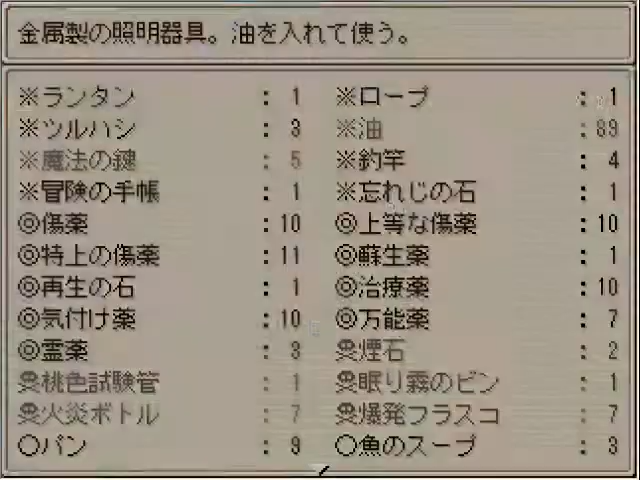 金属製の照明器具。油を入れて使う。
※ランタン : 1 ※ロープ : 1
※ツルハシ : 3 ※油 : 89
※魔法の鍵 : 5 ※釣竿 : 4
※冒険の手帳 : 1 ※忘れじの石 : 1
◎傷薬 : 10 ◎上等な傷薬 : 10
◎特上の傷薬 : 11 ◎蘇生薬 : 1
◎再生の石 : 1 ◎治療薬 : 10
◎気付け薬 : 10 ◎万能薬 : 7
◎霊薬 : 3 煙石 : 2
桃色試験管 : 1 眠り霧のビン : 1
火炎ボトル : 7 爆発フラスコ : 7
○パン : 9 ○魚のスープ : 3